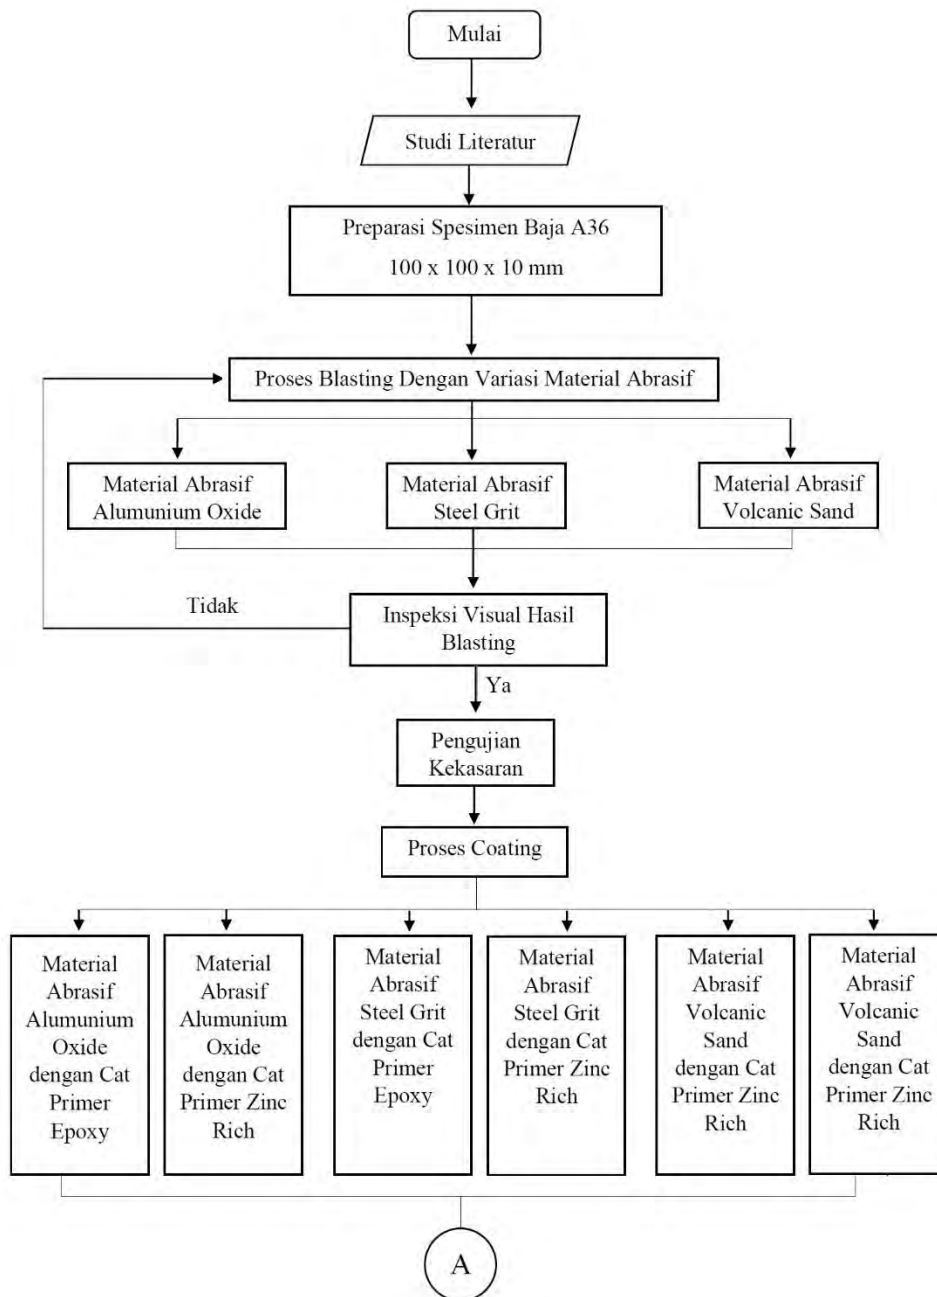 Mulai
Studi Literatur
Preparasi Spesimen Baja A36
100 x 100 x 10 mm
Proses Blasting Dengan Variasi Material Abrasif
Material Abrasif
Alumunium Oxide
Material Abrasif
Steel Grit
Material Abrasif
Volcanic Sand
Tidak
Inspeksi Visual Hasil
Blasting
Ya
Pengujian
Kekasaran
Proses Coating
Material
Abrasif
Alumunium
Oxide
dengan Cat
Primer
Epoxy
Material
Abrasif
Alumunium
Oxide
dengan Cat
Primer Zinc
Rich
Material
Abrasif
Steel Grit
dengan Cat
Primer
Epoxy
Material
Abrasif
Steel Grit
dengan Cat
Primer Zinc
Rich
Material
Abrasif
Volcanic
Sand
dengan Cat
Primer Zinc
Rich
Material
Abrasif
Volcanic
Sand
dengan Cat
Primer Zinc
Rich
A